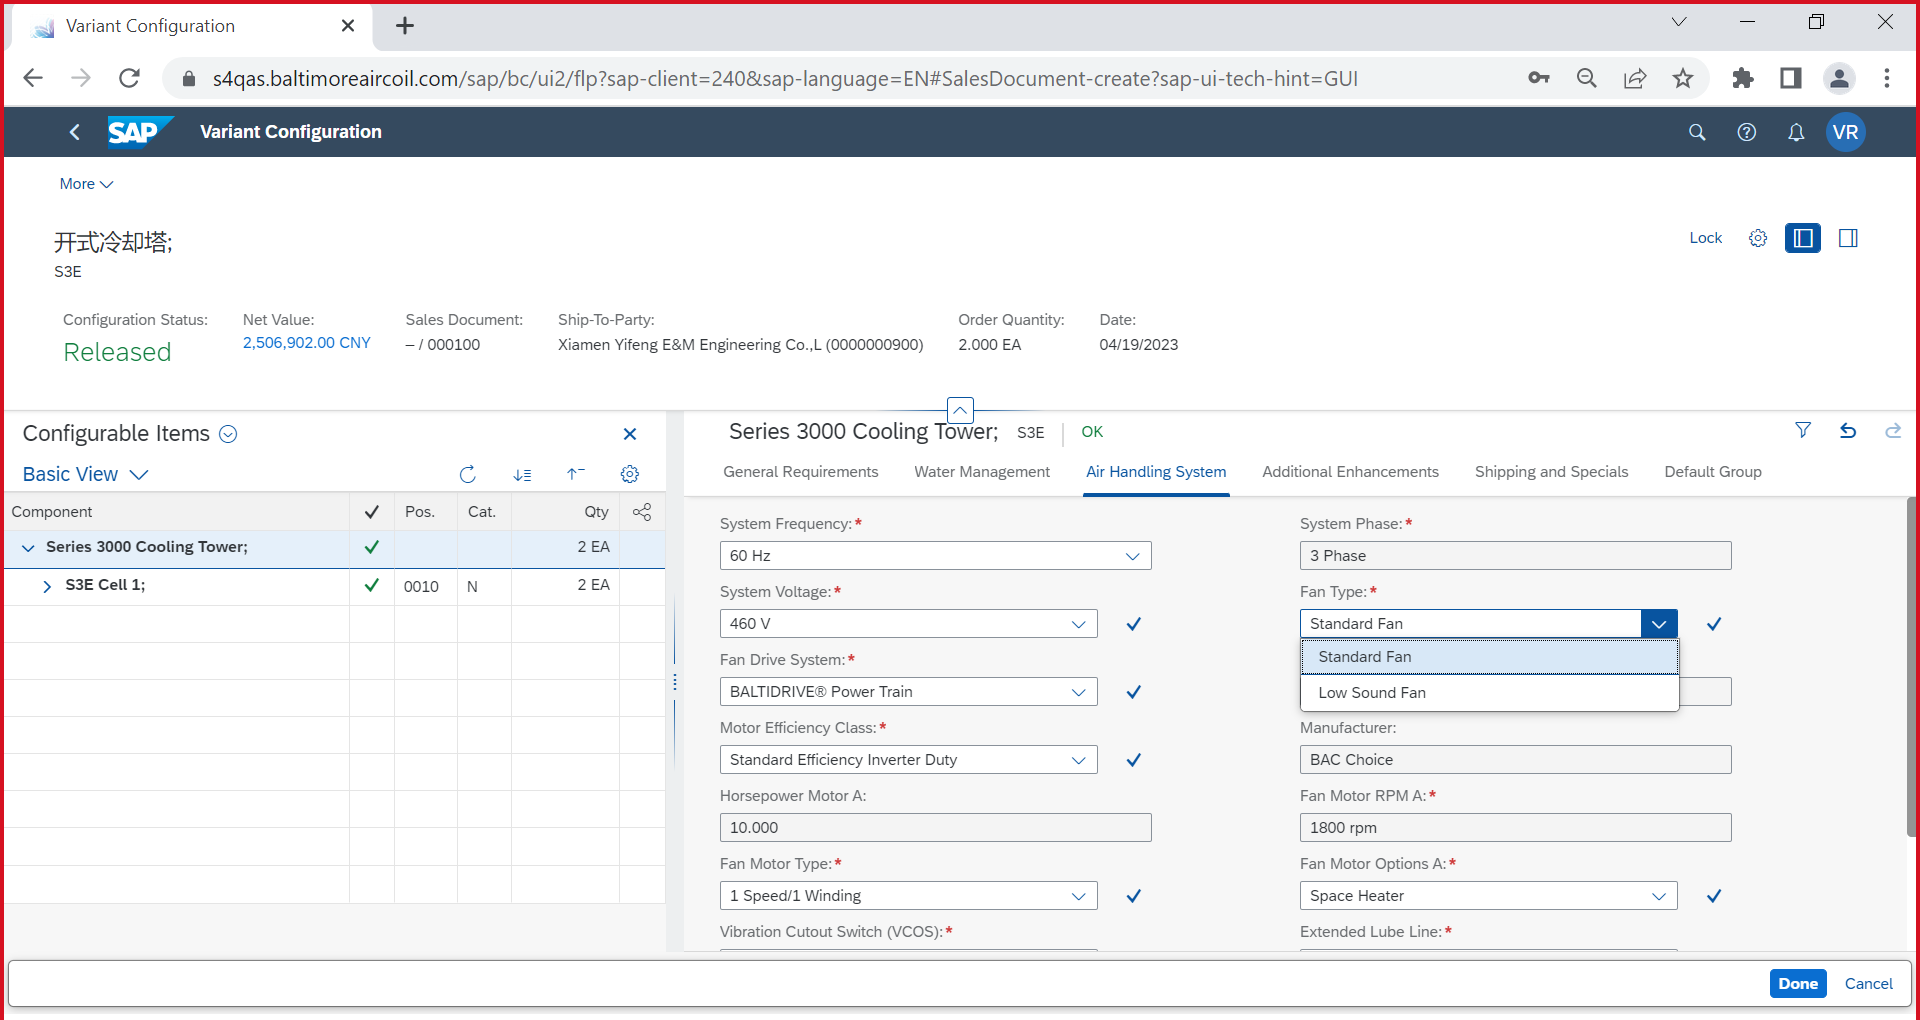 Variant Configuration
s4qas.baltimoreaircoil.com/sap/bc/ui2/flp?sap-client=240&sap-language=EN#SalesDocument-create?sap-ui-tech-hint=GUI
SAP Variant Configuration VR
More
开式冷却塔;
S3E
Lock
Configuration Status: Net Value: Sales Document: Ship-To-Party: Order Quantity: Date:
Released 2,506,902.00 CNY – / 000100 Xiamen Yifeng E&M Engineering Co.,L (0000000900) 2.000 EA 04/19/2023
Configurable Items
Basic View
Component Pos. Cat. Qty
Series 3000 Cooling Tower; 2 EA
S3E Cell 1; 0010 N 2 EA
Series 3000 Cooling Tower; S3E OK
General Requirements Water Management Air Handling System Additional Enhancements Shipping and Specials Default Group
System Frequency:* System Phase:*
60 Hz 3 Phase
System Voltage:* Fan Type:*
460 V Standard Fan
Standard Fan
Low Sound Fan
Fan Drive System:*
BALTIDRIVE® Power Train
Motor Efficiency Class:* Manufacturer:
Standard Efficiency Inverter Duty BAC Choice
Horsepower Motor A: Fan Motor RPM A:*
10.000 1800 rpm
Fan Motor Type:* Fan Motor Options A:*
1 Speed/1 Winding Space Heater
Vibration Cutout Switch (VCOS):* Extended Lube Line:*
Done Cancel